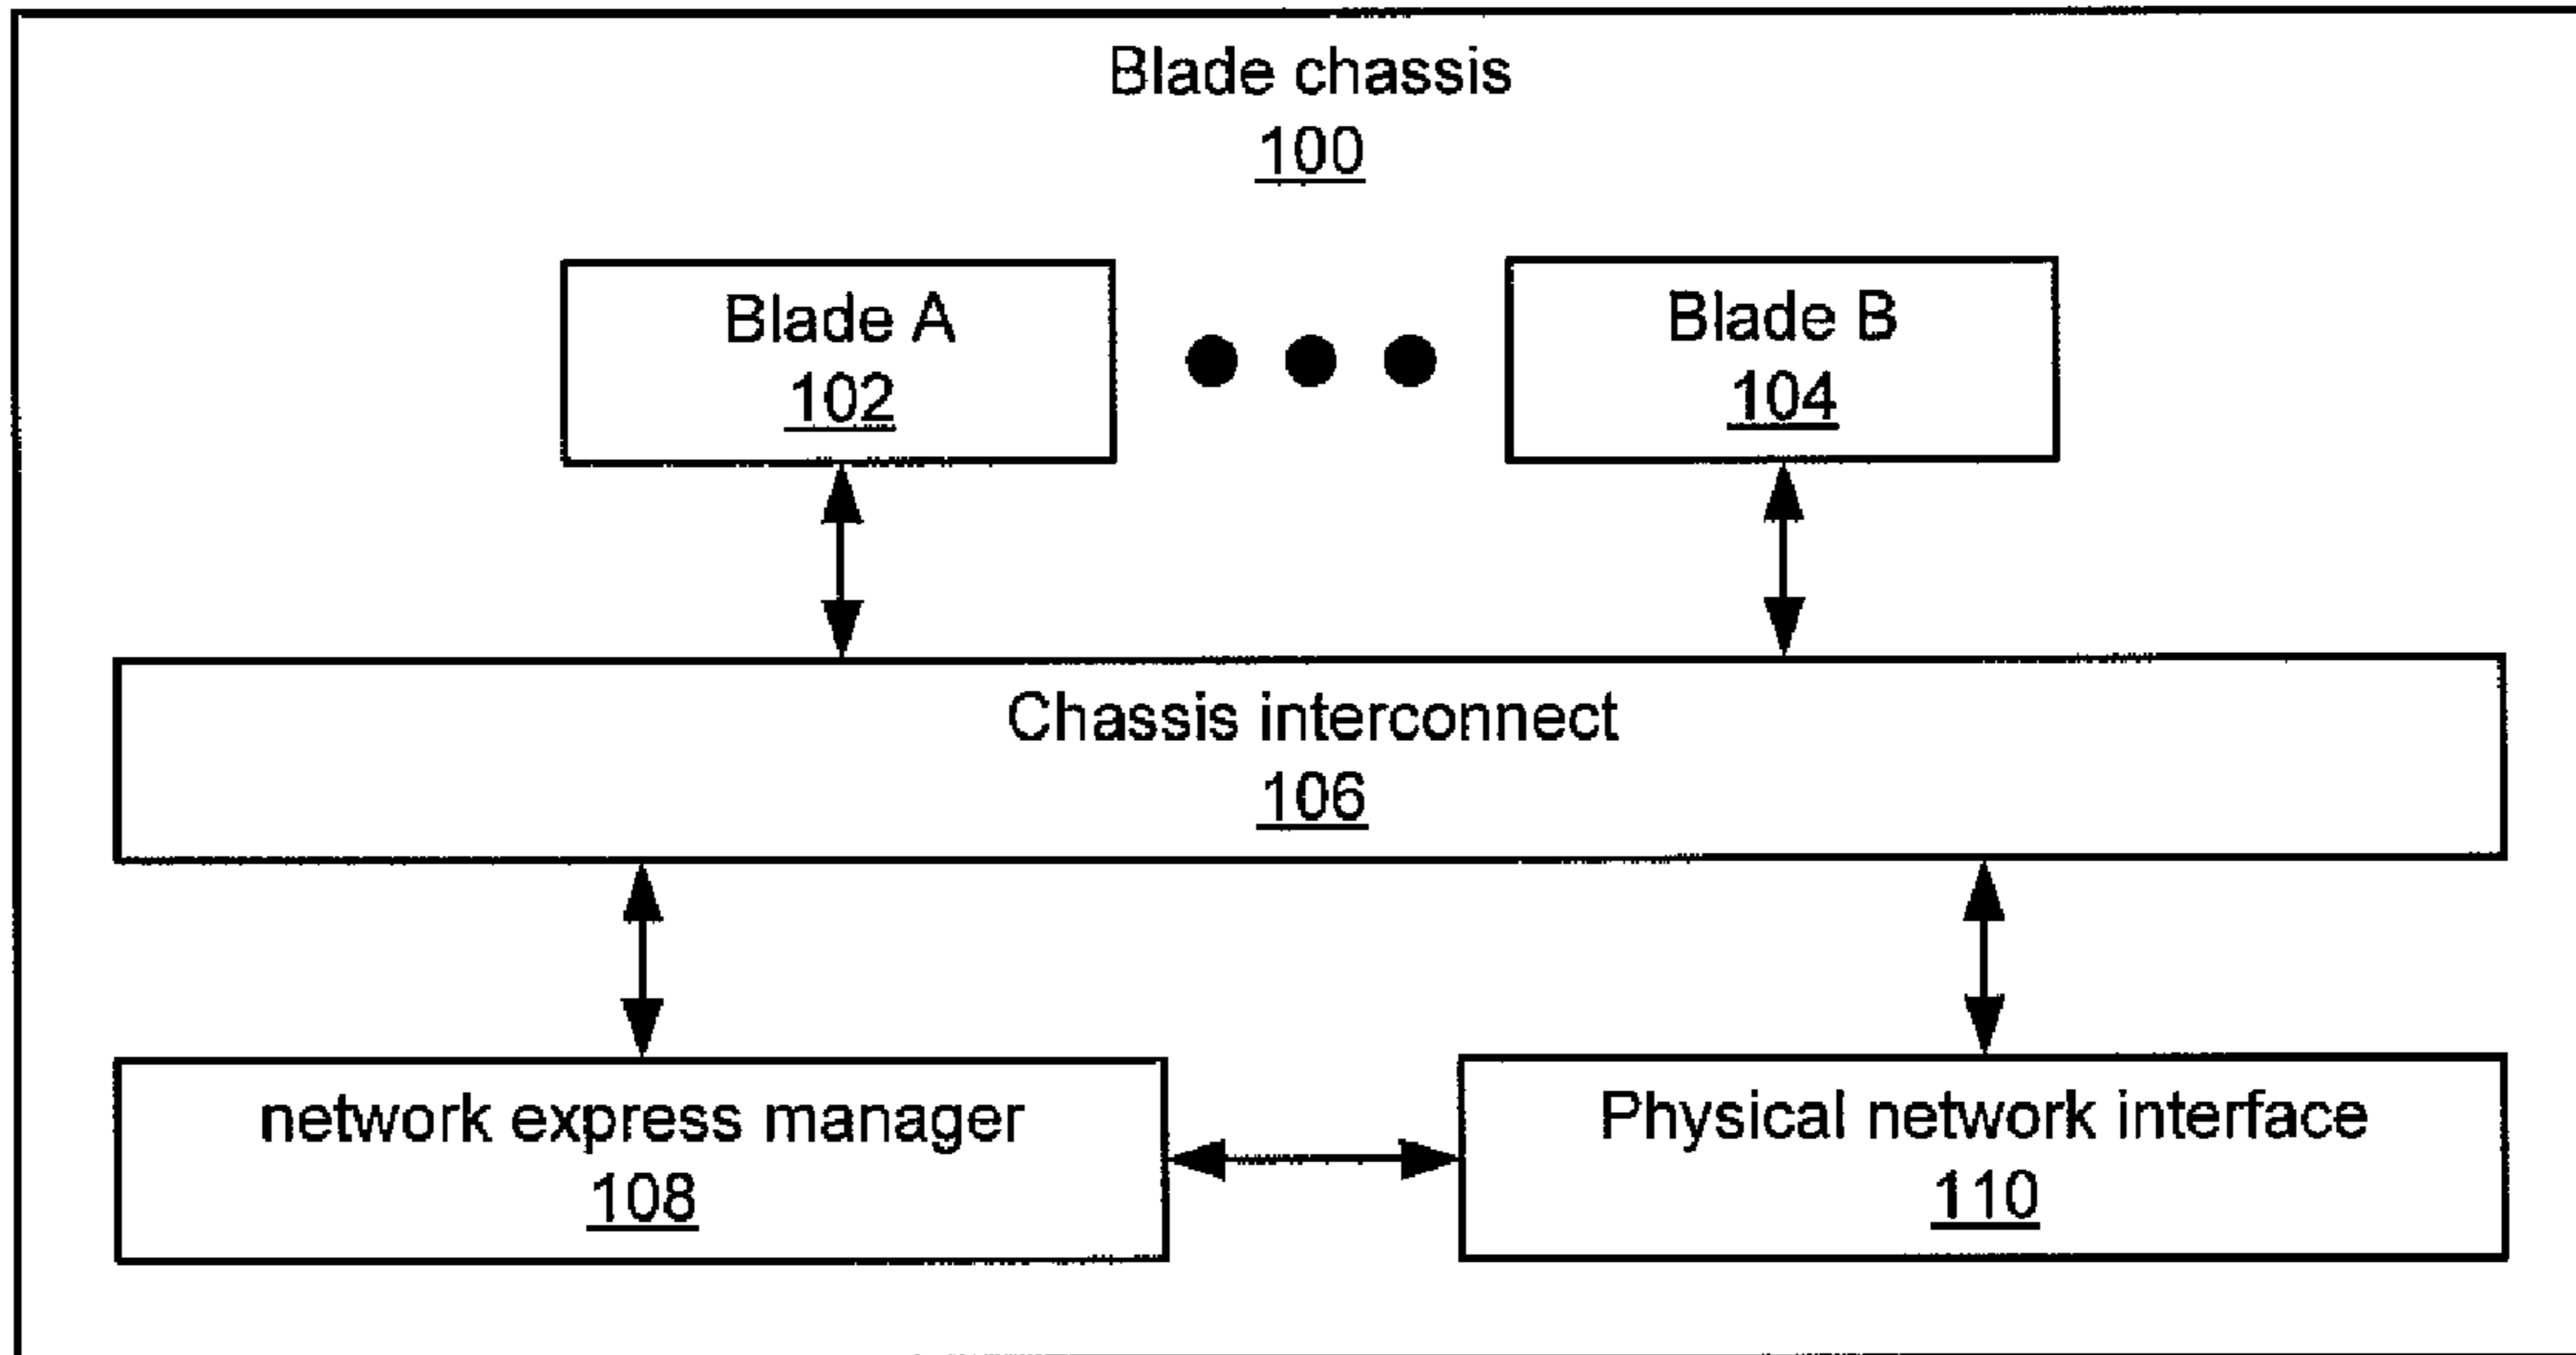 Blade chassis
100
Blade A
102
Blade B
104
Chassis interconnect
106
network express manager
108
Physical network interface
110